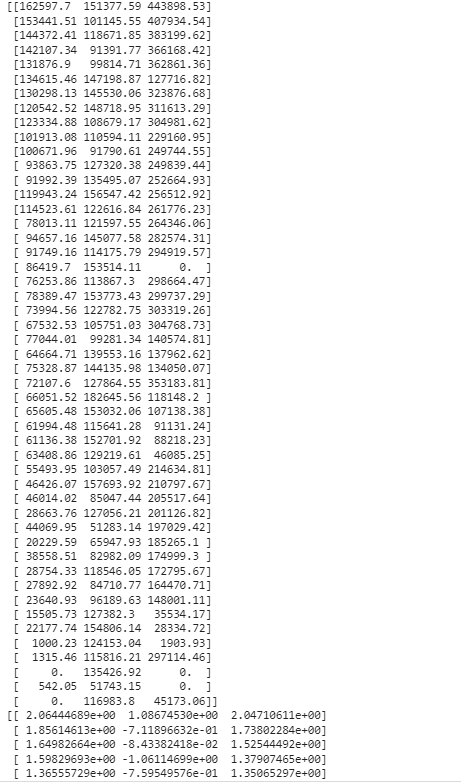 [[162597.7  151377.59 443898.53]
[153441.51 101145.55 407934.54]
[144372.41 118671.85 383199.62]
[142107.34  91391.77 366168.42]
[131876.9   99814.71 362861.36]
[134615.46 147198.87 127716.82]
[130298.13 145530.06 323876.68]
[120542.52 148718.95 311613.29]
[123334.88 108679.17 304981.62]
[101913.08 110594.11 229160.95]
[100671.96  91790.61 249744.55]
[ 93863.75 127320.38 249839.44]
[ 91992.39 135495.07 252664.93]
[119943.24 156547.42 256512.92]
[114523.61 122616.84 261776.23]
[ 78013.11 121597.55 264346.06]
[ 94657.16 145077.58 282574.31]
[ 91749.16 114175.79 294919.57]
[ 86419.7  153514.11      0.  ]
[ 76253.86 113867.3  298664.47]
[ 78389.47 153773.43 299737.29]
[ 73994.56 122782.75 303319.26]
[ 67532.53 105751.03 304768.73]
[ 77044.01  99281.34 140574.81]
[ 64664.71 139553.16 137962.62]
[ 75328.87 144135.98 134050.07]
[ 72107.6  127864.55 353183.81]
[ 66051.52 182645.56 118148.2 ]
[ 65605.48 153032.06 107138.38]
[ 61994.48 115641.28  91131.24]
[ 61136.38 152701.92  88218.23]
[ 63408.86 129219.61  46085.25]
[ 55493.95 103057.49 214634.81]
[ 46426.07 157693.92 210797.67]
[ 46014.02  85047.44 205517.64]
[ 28663.76 127056.21 201126.82]
[ 44069.95  51283.14 197029.42]
[ 20229.59  65947.93 185265.1 ]
[ 38558.51  82982.09 174999.3 ]
[ 28754.33 118546.05 172795.67]
[ 27892.92  84710.77 164470.71]
[ 23640.93  96189.63 148001.11]
[ 15505.73 127382.3   35534.17]
[ 22177.74 154806.14  28334.72]
[  1000.23 124153.04   1903.93]
[  1315.46 115816.21 297114.46]
[     0.   135426.92      0.  ]
[   542.05  51743.15      0.  ]
[     0.   116983.8   45173.06]]
[[ 2.06444689e+00  1.08674530e+00  2.04710611e+00]
[ 1.85614613e+00 -7.11896632e-01  1.73802284e+00]
[ 1.64982664e+00 -8.43382418e-02  1.52544492e+00]
[ 1.59829693e+00 -1.06114699e+00  1.37907465e+00]
[ 1.36555729e+00 -7.59549576e-01  1.35065297e+00]